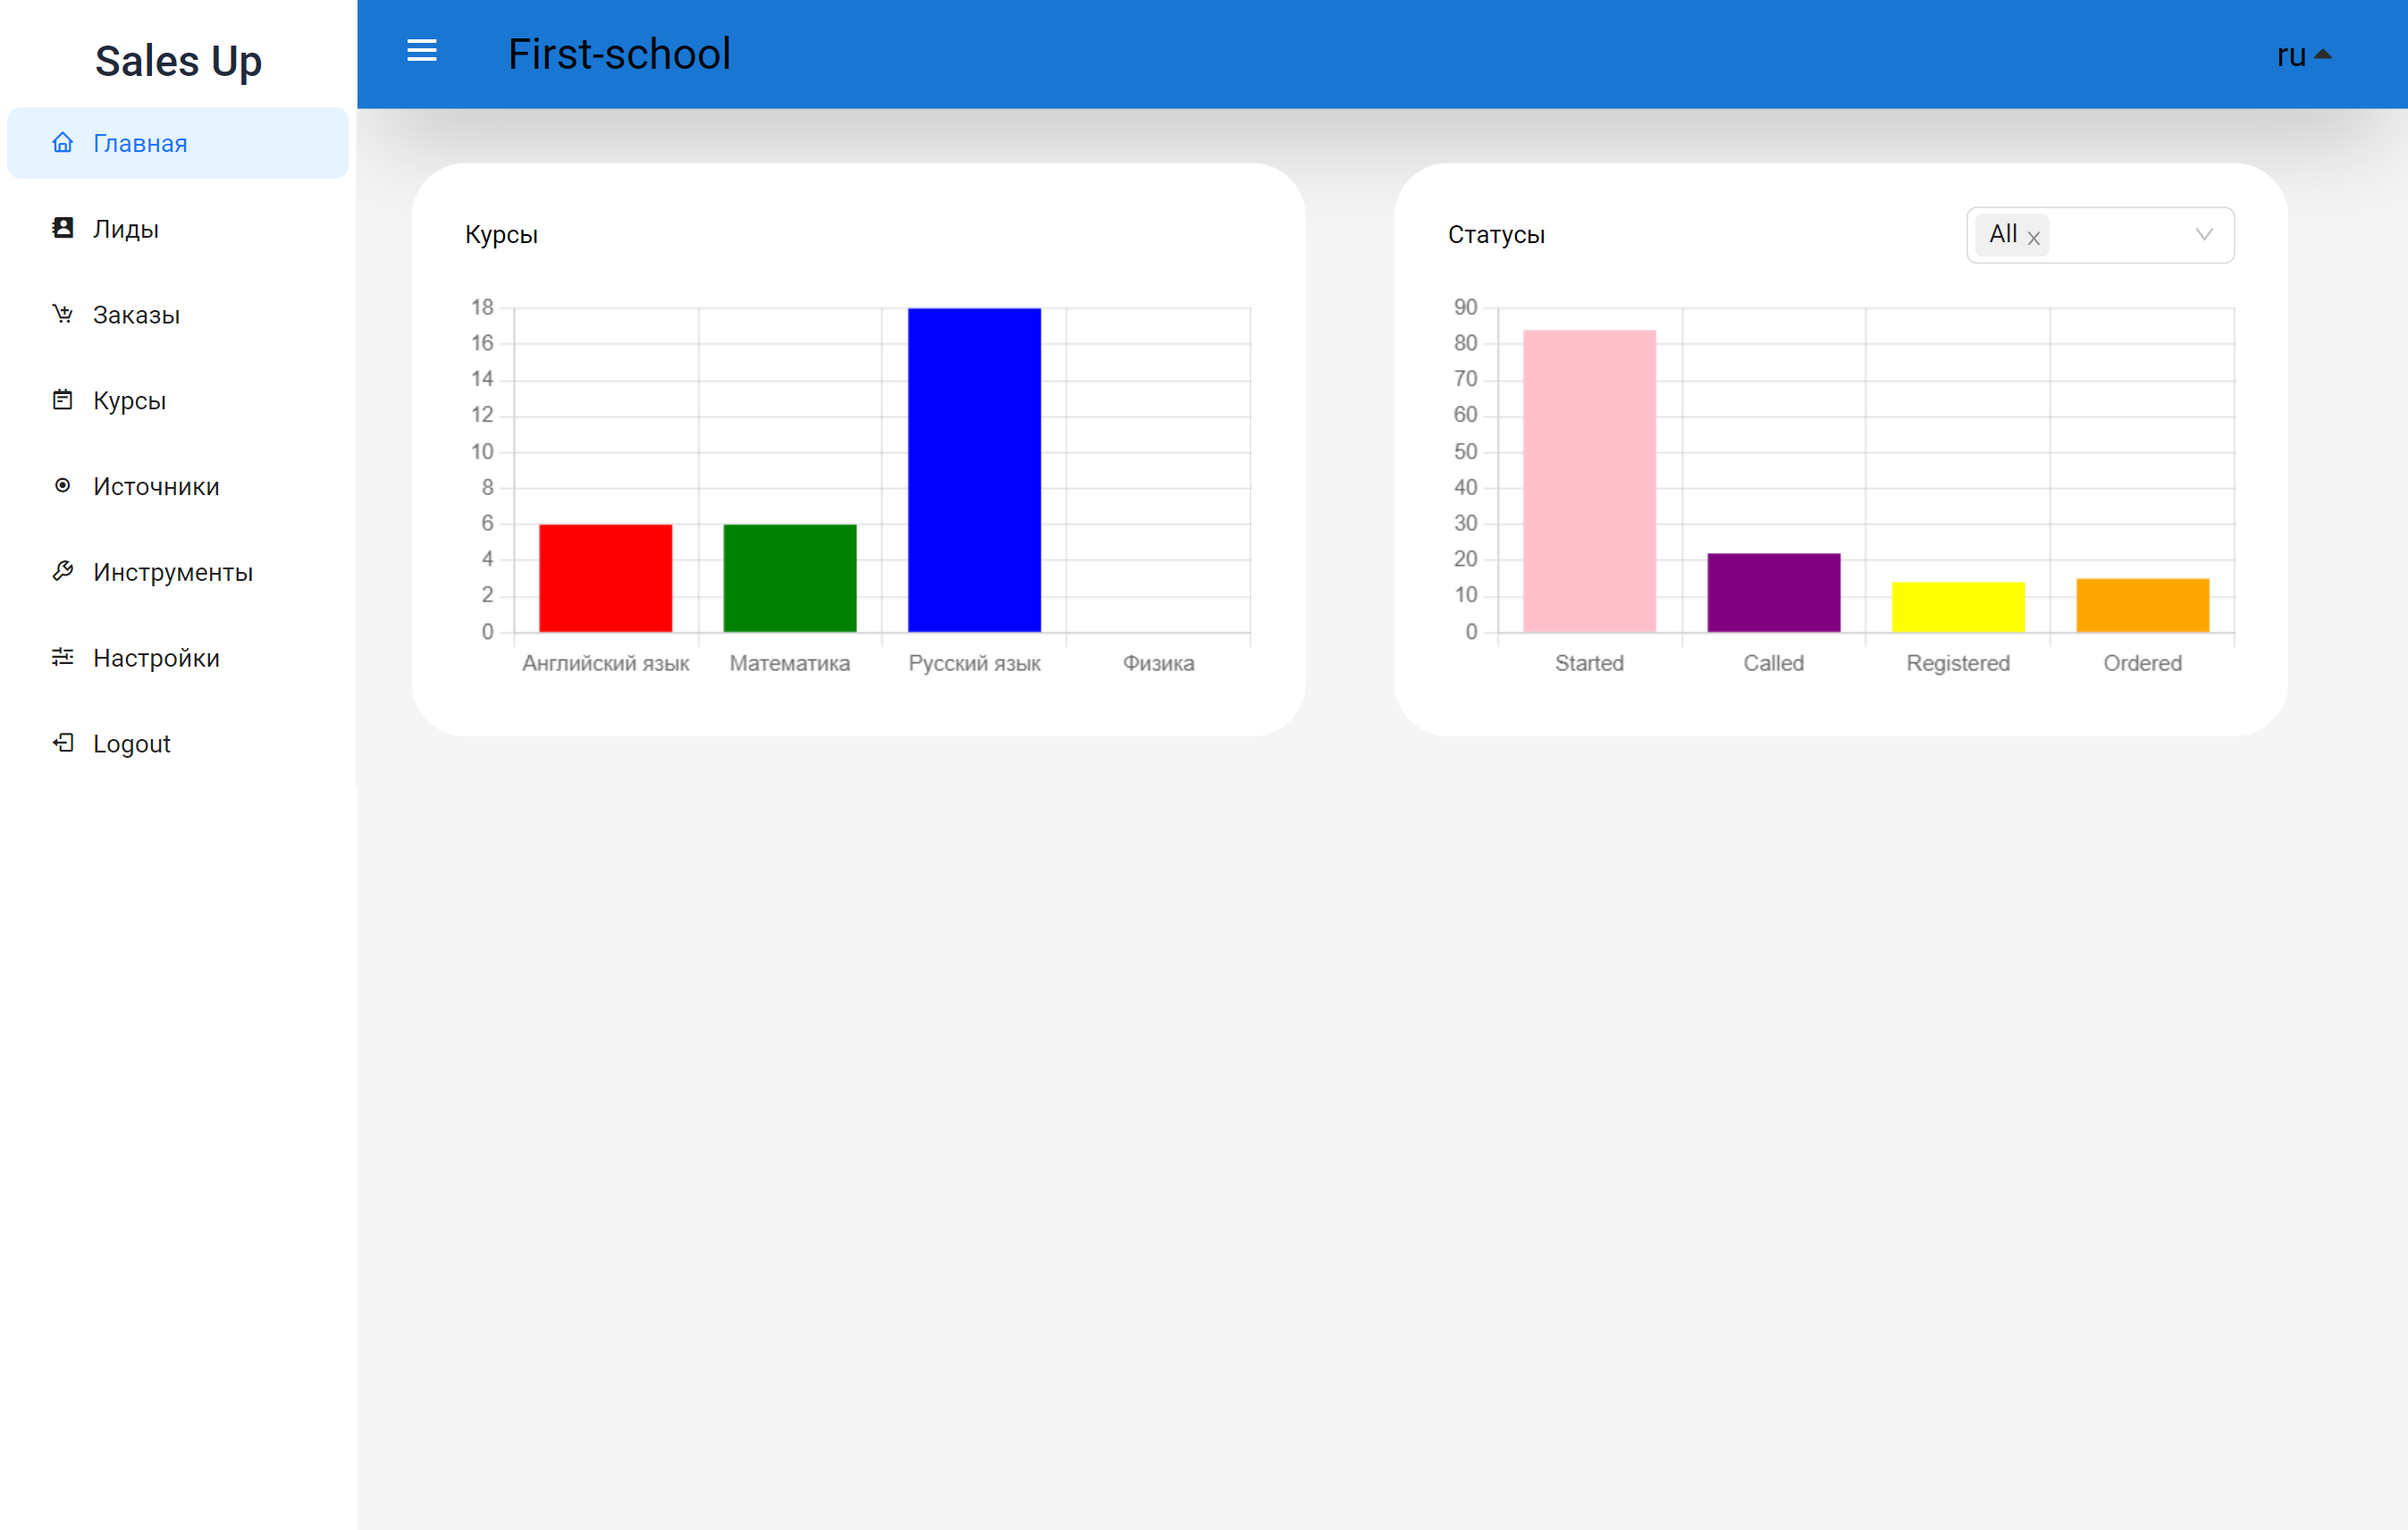 Sales Up
Главная
Лиды
Заказы
Курсы
Источники
Инструменты
Настройки
Logout
First-school
ru
Курсы
18
16
14
12
10
8
6
4
2
0
Английский язык Математика Русский язык Физика
Статусы
All
90
80
70
60
50
40
30
20
10
0
Started Called Registered Ordered